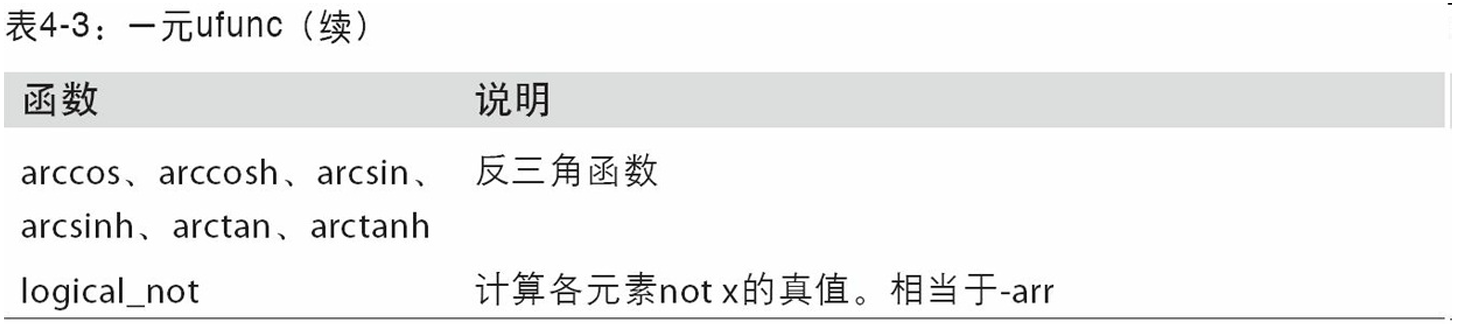 表4-3：一元ufunc（续）
函数 说明
arccos、arccosh、arcsin、 反三角函数
arcsinh、arctan、arctanh
logical_not 计算各元素not x的真值。相当于-arr